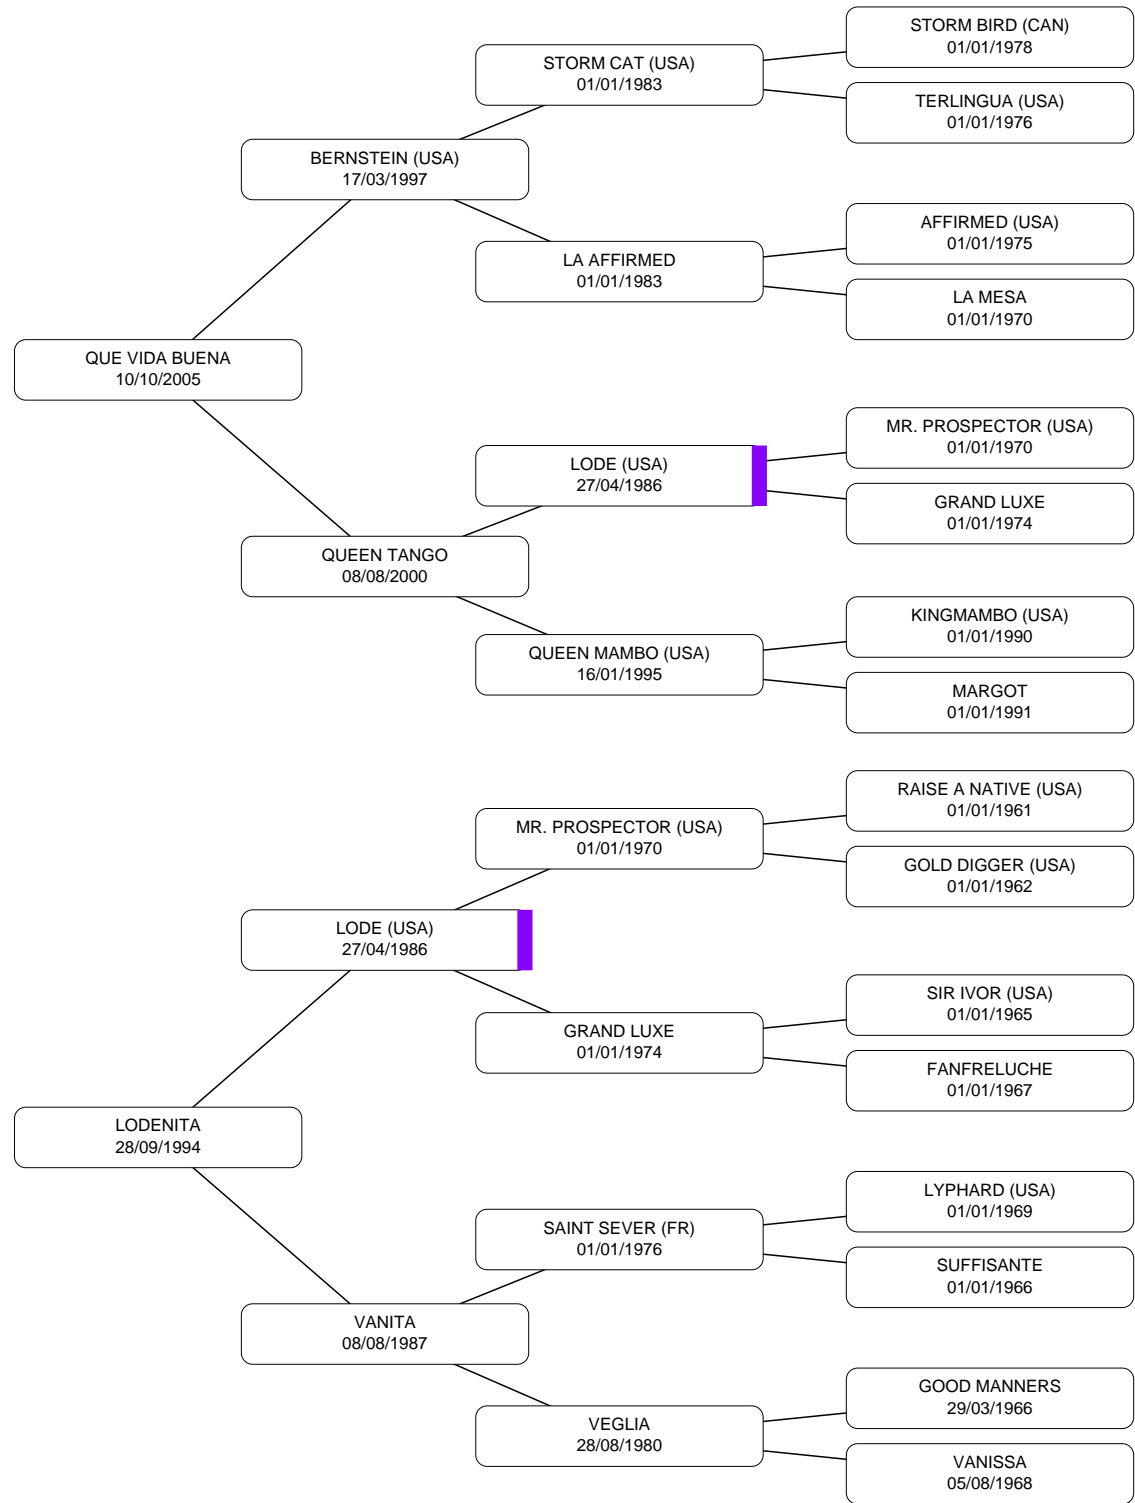 STORM BIRD (CAN)
01/01/1978
STORM CAT (USA)
01/01/1983
TERLINGUA (USA)
01/01/1976
BERNSTEIN (USA)
17/03/1997
AFFIRMED (USA)
01/01/1975
LA AFFIRMED
01/01/1983
LA MESA
01/01/1970
QUE VIDA BUENA
10/10/2005
MR. PROSPECTOR (USA)
01/01/1970
LODE (USA)
27/04/1986
GRAND LUXE
01/01/1974
QUEEN TANGO
08/08/2000
KINGMAMBO (USA)
01/01/1990
QUEEN MAMBO (USA)
16/01/1995
MARGOT
01/01/1991
RAISE A NATIVE (USA)
01/01/1961
MR. PROSPECTOR (USA)
01/01/1970
GOLD DIGGER (USA)
01/01/1962
LODE (USA)
27/04/1986
SIR IVOR (USA)
01/01/1965
GRAND LUXE
01/01/1974
FANFRELUCHE
01/01/1967
LODENITA
28/09/1994
LYPHARD (USA)
01/01/1969
SAINT SEVER (FR)
01/01/1976
SUFFISANTE
01/01/1966
VANITA
08/08/1987
GOOD MANNERS
29/03/1966
VEGLIA
28/08/1980
VANISSA
05/08/1968